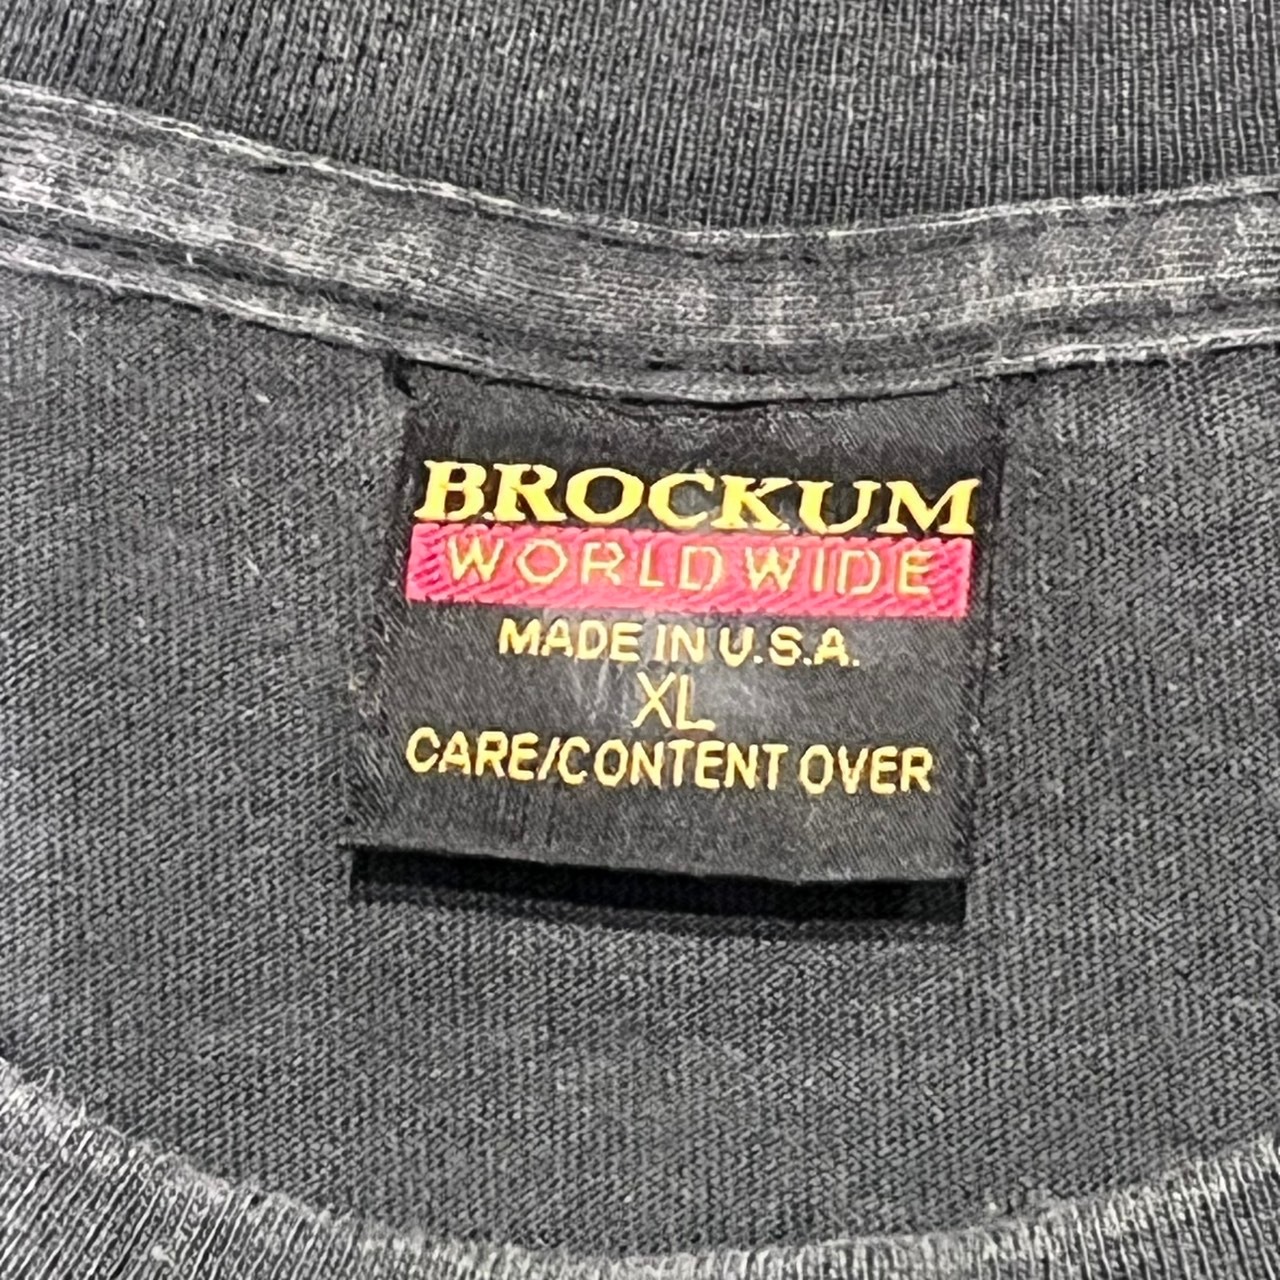 BROCKUM
WORLDWIDE
MADE IN U.S.A.
XL
CARE/CONTENT OVER